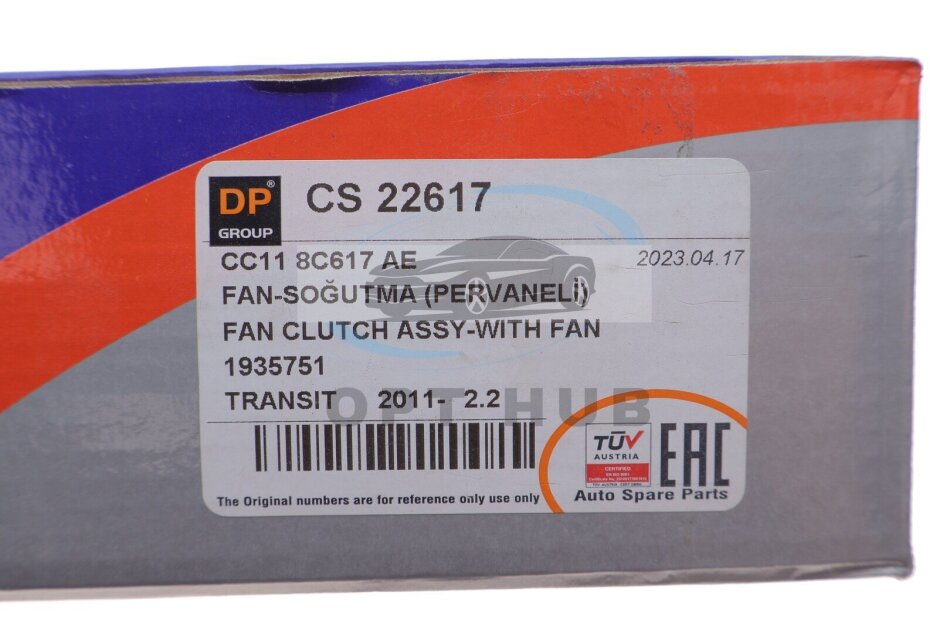 DP®
GROUP
CS 22617
CC11 8C617 AE
2023.04.17
FAN-SOĞUTMA (PERVANELİ)
FAN CLUTCH ASSY-WITH FAN
1935751
TRANSIT 2011- 2.2
OPT HUB
TÜV
AUSTRIA
CERTIFIED
EAC
Auto Spare Parts
The Original numbers are for reference only use only